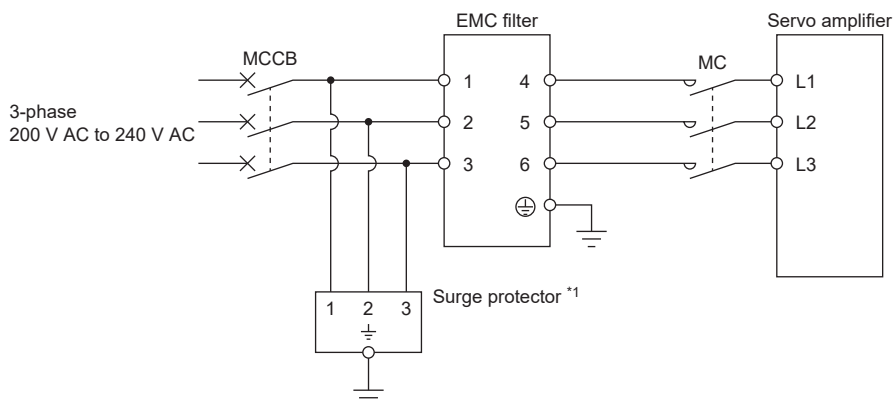 EMC filter
Servo amplifier
MCCB
MC
1 4
L1
3-phase
200 V AC to 240 V AC
2 5
L2
3 6
L3
Surge protector *1
1 2 3